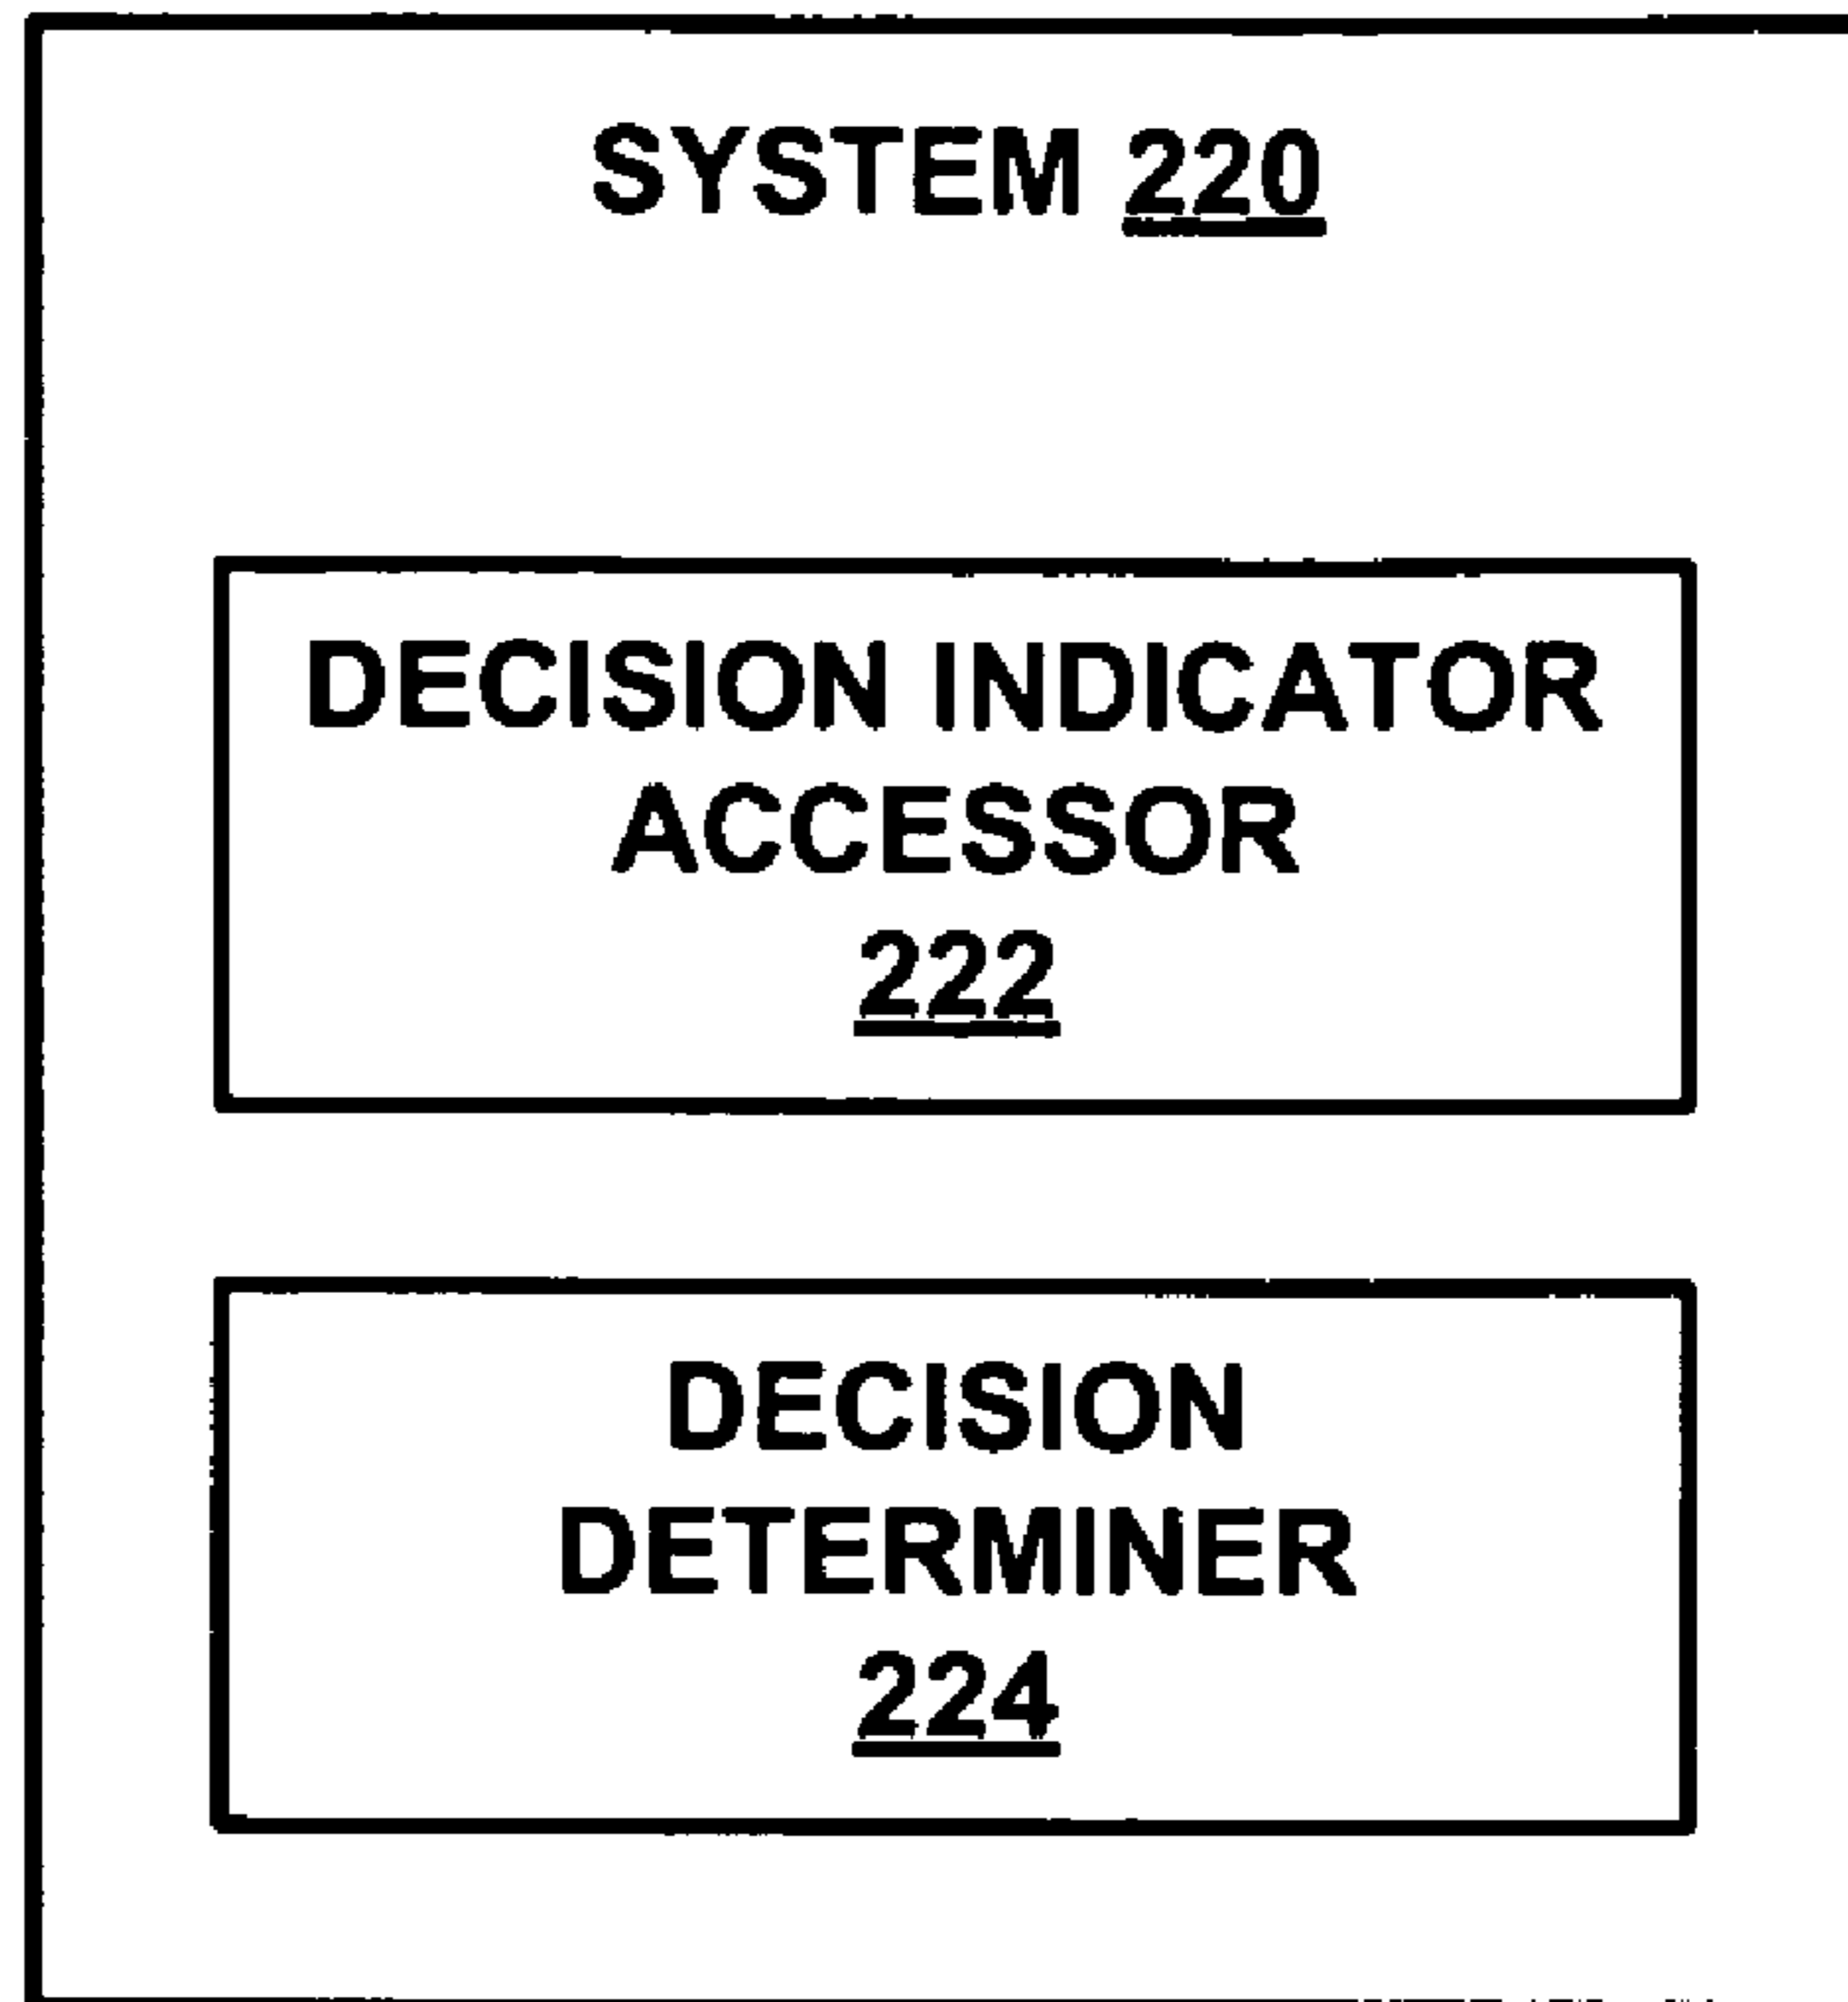 SYSTEM 220
DECISION INDICATOR
ACCESSOR
222
DECISION
DETERMINER
224